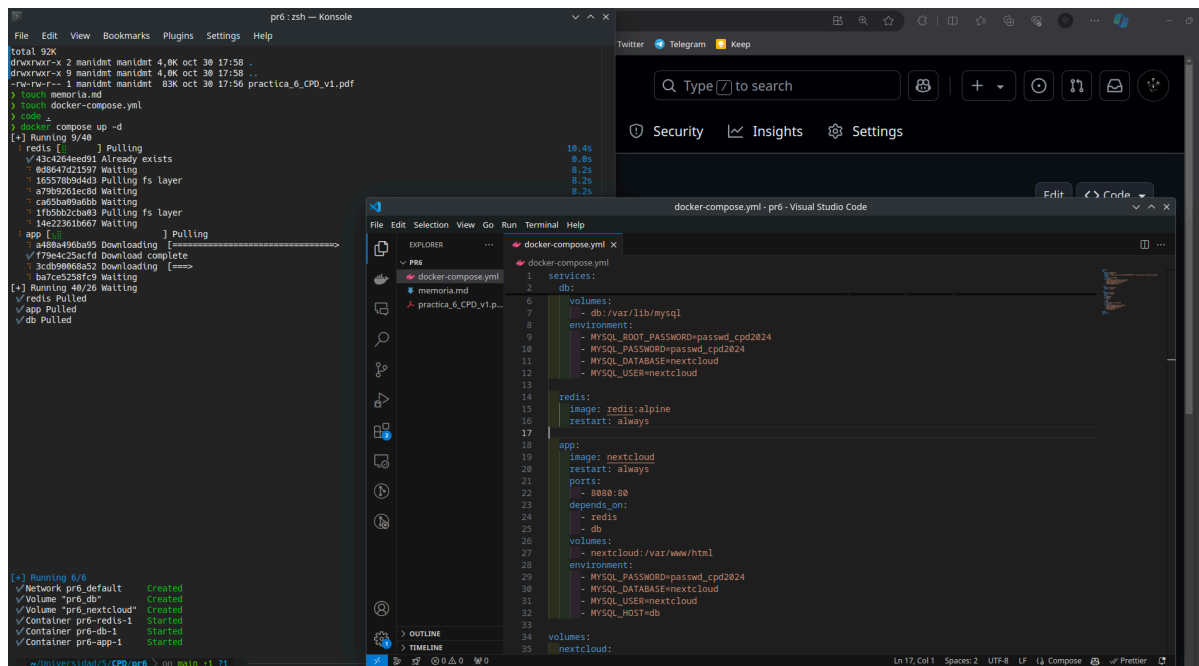 pr6 : zsh — Konsole
File Edit View Bookmarks Plugins Settings Help
total 92K
drwxrwxr-x 2 manidmt manidmt 4,0K oct 30 17:58 .
drwxrwxr-x 9 manidmt manidmt 4,0K oct 30 17:58 ..
-rw-rw-r-- 1 manidmt manidmt 83K oct 30 17:56 practica_6_CPD_v1.pdf
› touch memoria.md
› touch docker-compose.yml
› code .
› docker compose up -d
[+] Running 9/40
redis [ ] Pulling 10.4s
✓43c4264eed91 Already exists 0.0s
0d8647d21597 Waiting 8.2s
165578b9d4d3 Pulling fs layer 8.2s
a79b9261ec8d Waiting 8.2s
ca65ba09a6bb Waiting
1fb5bb2cba03 Pulling fs layer
14e22361b667 Waiting
app [ ] Pulling
a480a496ba95 Downloading [=================================>
✓f79e4c25acfd Download complete
3cdb90068a52 Downloading [===>
ba7ce5258fc9 Waiting
[+] Running 40/26 Waiting
✓redis Pulled
✓app Pulled
✓db Pulled
[+] Running 6/6
✓Network pr6_default Created
✓Volume "pr6_db" Created
✓Volume "pr6_nextcloud" Created
✓Container pr6-redis-1 Started
✓Container pr6-db-1 Started
✓Container pr6-app-1 Started
~/Universidad/5/CPD/pr6 on main +1 ?1
Twitter Telegram Keep
Type / to search
Security Insights Settings
Edit <> Code
docker-compose.yml - pr6 - Visual Studio Code
File Edit Selection View Go Run Terminal Help
EXPLORER ···
docker-compose.yml ×
PR6
docker-compose.yml
memoria.md
practica_6_CPD_v1.p...
OUTLINE
TIMELINE
docker-compose.yml
1 services:
2 db:
6 volumes:
7 - db:/var/lib/mysql
8 environment:
9 - MYSQL_ROOT_PASSWORD=passwd_cpd2024
10 - MYSQL_PASSWORD=passwd_cpd2024
11 - MYSQL_DATABASE=nextcloud
12 - MYSQL_USER=nextcloud
13
14 redis:
15 image: redis:alpine
16 restart: always
17
18 app:
19 image: nextcloud
20 restart: always
21 ports:
22 - 8080:80
23 depends_on:
24 - redis
25 - db
26 volumes:
27 - nextcloud:/var/www/html
28 environment:
29 - MYSQL_PASSWORD=passwd_cpd2024
30 - MYSQL_DATABASE=nextcloud
31 - MYSQL_USER=nextcloud
32 - MYSQL_HOST=db
33
34 volumes:
35 nextcloud:
0 0 0 Ln 17, Col 1 Spaces: 2 UTF-8 LF Compose Prettier